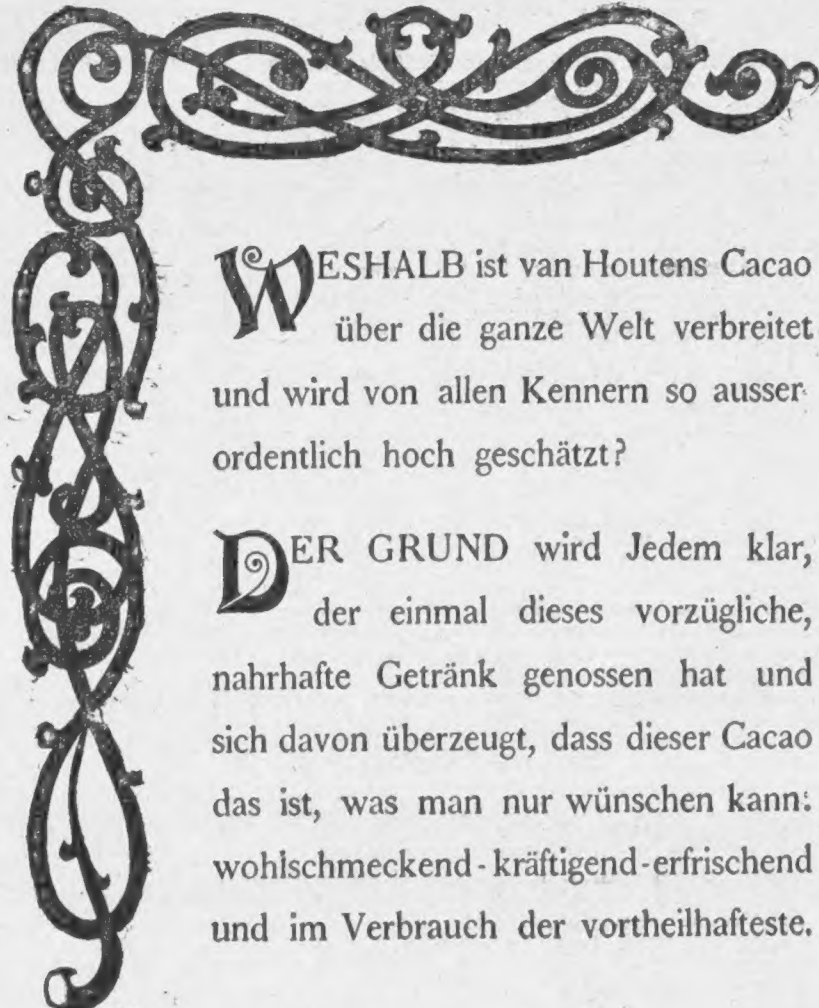 WESHALB ist van Houtens Cacao
über die ganze Welt verbreitet
und wird von allen Kennern so ausser-
ordentlich hoch geschätzt?
DER GRUND wird Jedem klar,
der einmal dieses vorzügliche,
nahrhafte Getränk genossen hat und
sich davon überzeugt, dass dieser Cacao
das ist, was man nur wünschen kann:
wohlschmeckend-kräftigend-erfrischend
und im Verbrauch der vortheilhafteste.